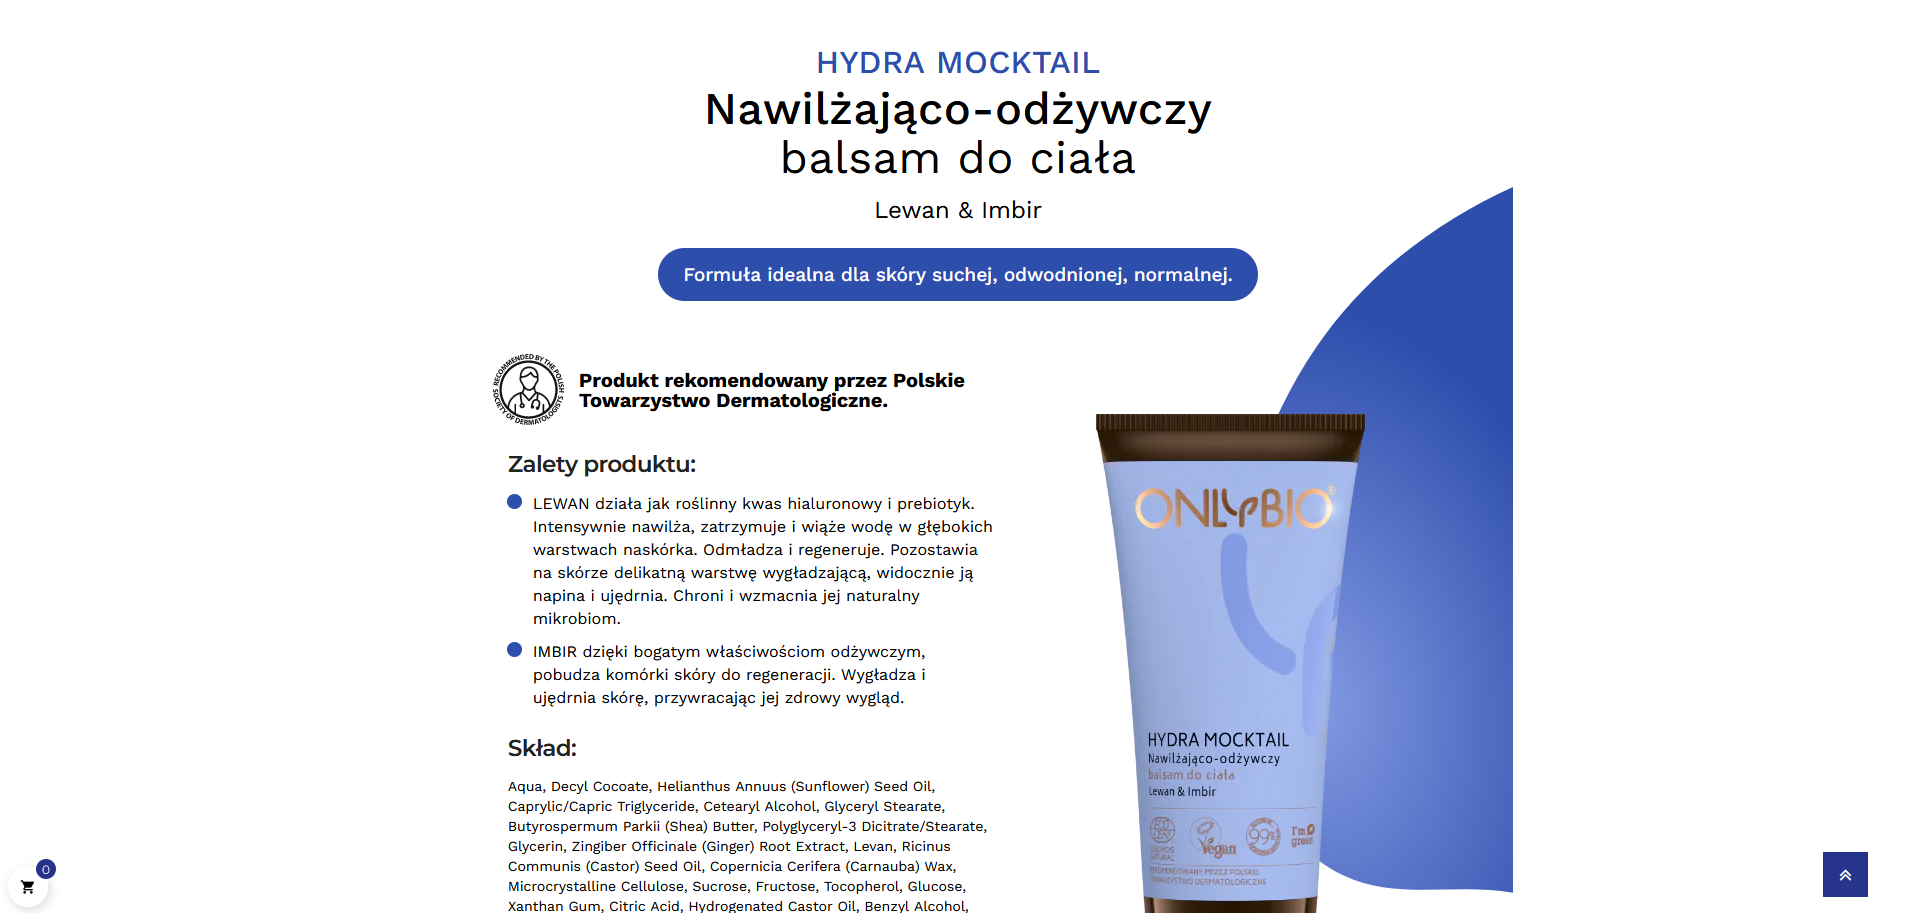 HYDRA MOCKTAIL
Nawilżająco-odżywczy
balsam do ciała
Lewan & Imbir
Formuła idealna dla skóry suchej, odwodnionej, normalnej.
RECOMMENDED BY THE POLISH SOCIETY OF DERMATOLOGISTS
Produkt rekomendowany przez Polskie
Towarzystwo Dermatologiczne.
Zalety produktu:
LEWAN działa jak roślinny kwas hialuronowy i prebiotyk.
Intensywnie nawilża, zatrzymuje i wiąże wodę w głębokich
warstwach naskórka. Odmładza i regeneruje. Pozostawia
na skórze delikatną warstwę wygładzającą, widocznie ją
napina i ujędrnia. Chroni i wzmacnia jej naturalny
mikrobiom.
IMBIR dzięki bogatym właściwościom odżywczym,
pobudza komórki skóry do regeneracji. Wygładza i
ujędrnia skórę, przywracając jej zdrowy wygląd.
Skład:
Aqua, Decyl Cocoate, Helianthus Annuus (Sunflower) Seed Oil,
Caprylic/Capric Triglyceride, Cetearyl Alcohol, Glyceryl Stearate,
Butyrospermum Parkii (Shea) Butter, Polyglyceryl-3 Dicitrate/Stearate,
Glycerin, Zingiber Officinale (Ginger) Root Extract, Levan, Ricinus
Communis (Castor) Seed Oil, Copernicia Cerifera (Carnauba) Wax,
Microcrystalline Cellulose, Sucrose, Fructose, Tocopherol, Glucose,
Xanthan Gum, Citric Acid, Hydrogenated Castor Oil, Benzyl Alcohol,
ONLYBIO®
HYDRA MOCKTAIL
Nawilżająco-odżywczy
balsam do ciała
Lewan & Imbir
COSMOS
NATURAL
Vegan
99%
I'm
green
REKOMENDOWANY PRZEZ POLSKIE
TOWARZYSTWO DERMATOLOGICZNE
0